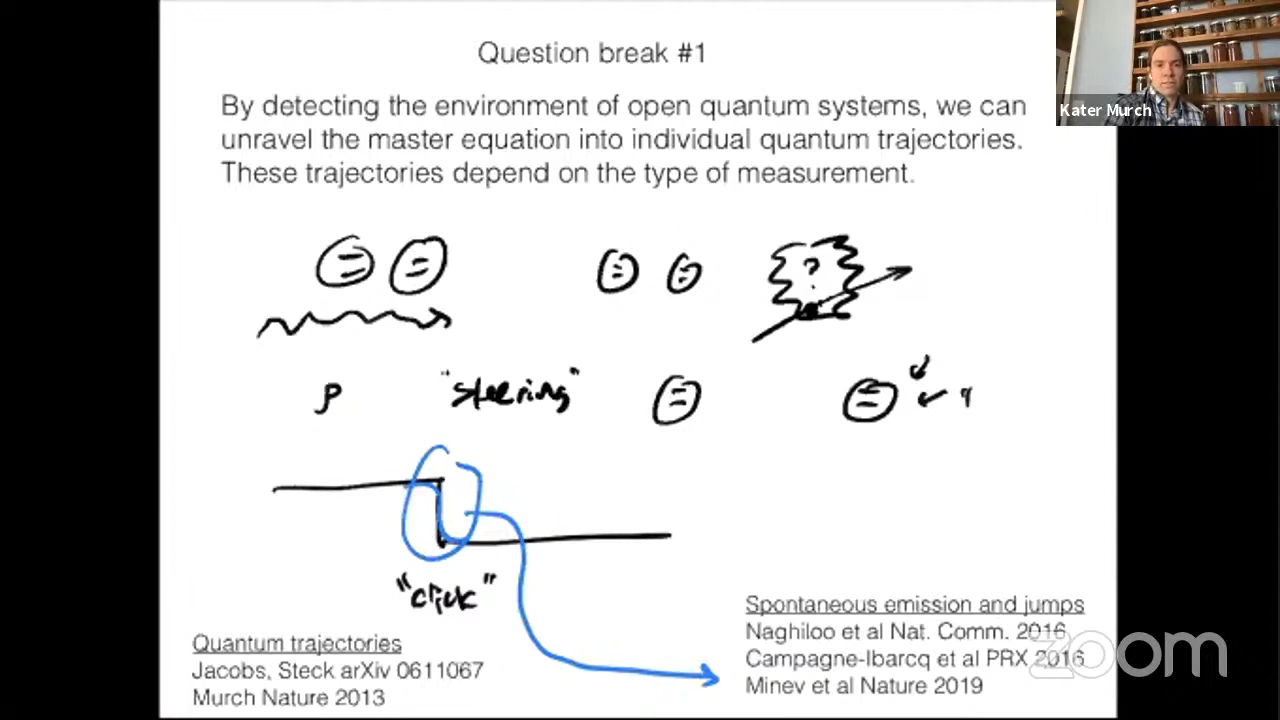 Question break #1
Kater Murch
By detecting the environment of open quantum systems, we can
unravel the master equation into individual quantum trajectories.
These trajectories depend on the type of measurement.
?
ρ "steering"
"click"
Quantum trajectories
Jacobs, Steck arXiv 0611067
Murch Nature 2013
Spontaneous emission and jumps
Naghiloo et al Nat. Comm. 2016
Campagne-Ibarcq et al PRX 2016
Minev et al Nature 2019
zoom